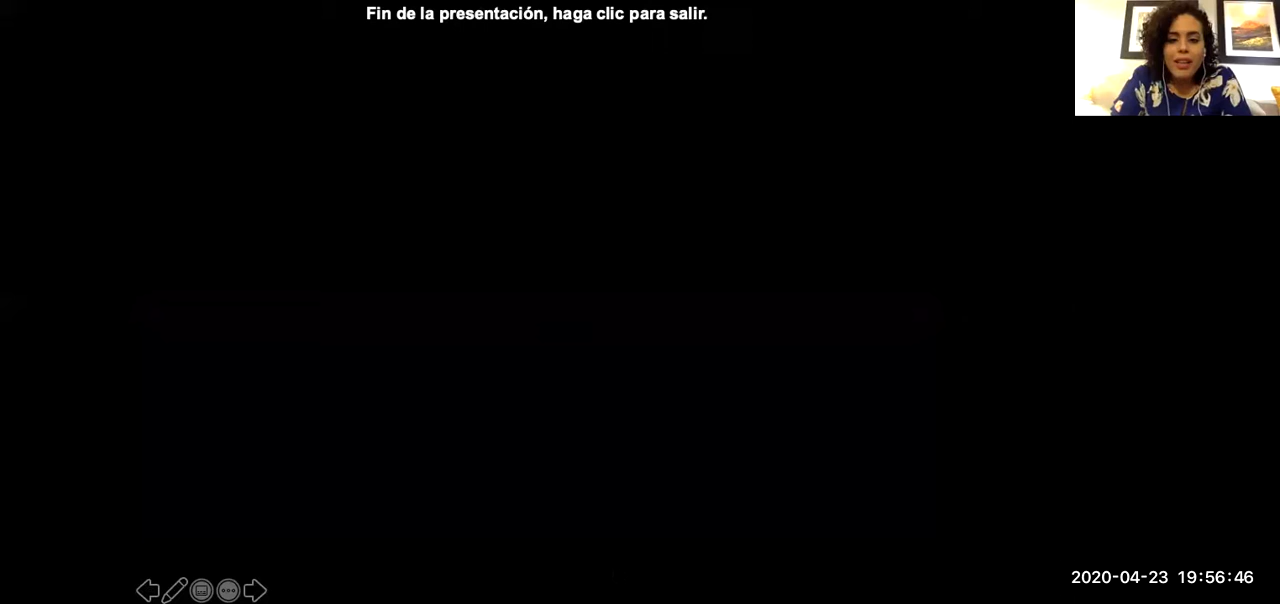 Fin de la presentación, haga clic para salir.
2020-04-23 19:56:46